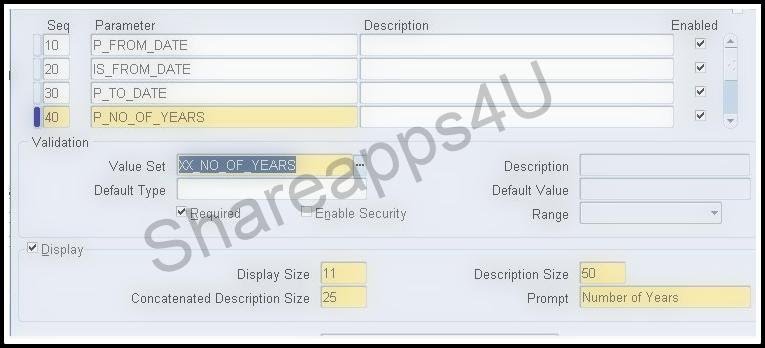 Seq Parameter Description Enabled
10 P_FROM_DATE
20 IS_FROM_DATE
30 P_TO_DATE
40 P_NO_OF_YEARS
Validation
Value Set XX_NO_OF_YEARS ... Description
Default Type Default Value
Required Enable Security Range
Display
Display Size 11 Description Size 50
Concatenated Description Size 25 Prompt Number of Years
Shareapps4U